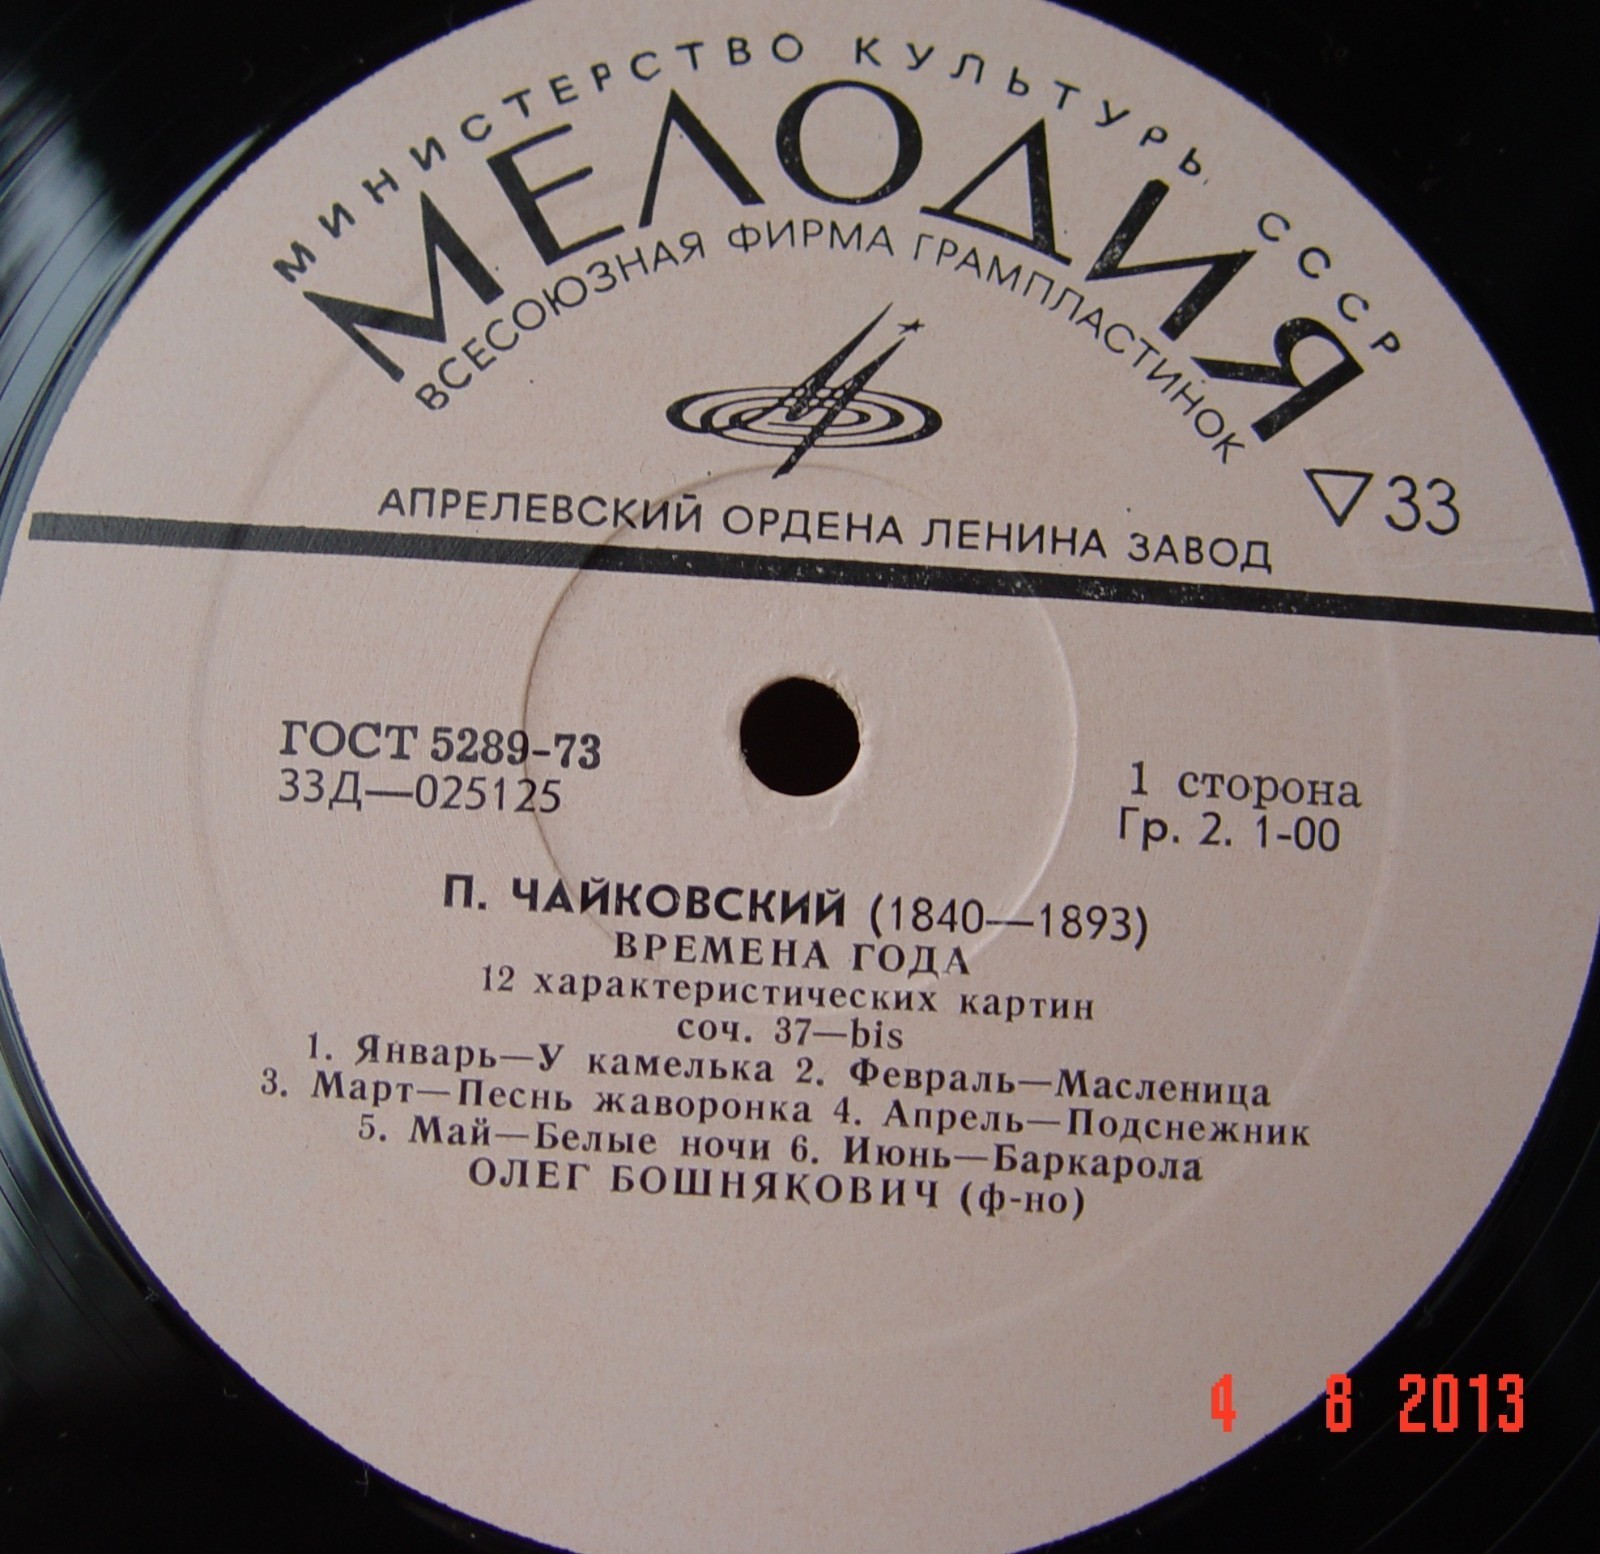 МИНИСТЕРСТВО КУЛЬТУРЫ СССР
МЕЛОДИЯ
ВСЕСОЮЗНАЯ ФИРМА ГРАМПЛАСТИНОК
▽33
АПРЕЛЕВСКИЙ ОРДЕНА ЛЕНИНА ЗАВОД
ГОСТ 5289-73
33Д—025125
1 сторона
Гр. 2. 1-00
П. ЧАЙКОВСКИЙ (1840—1893)
ВРЕМЕНА ГОДА
12 характеристических картин
соч. 37—bis
1. Январь—У камелька 2. Февраль—Масленица
3. Март—Песнь жаворонка 4. Апрель—Подснежник
5. Май—Белые ночи 6. Июнь—Баркарола
ОЛЕГ БОШНЯКОВИЧ (ф-но)
4 8 2013